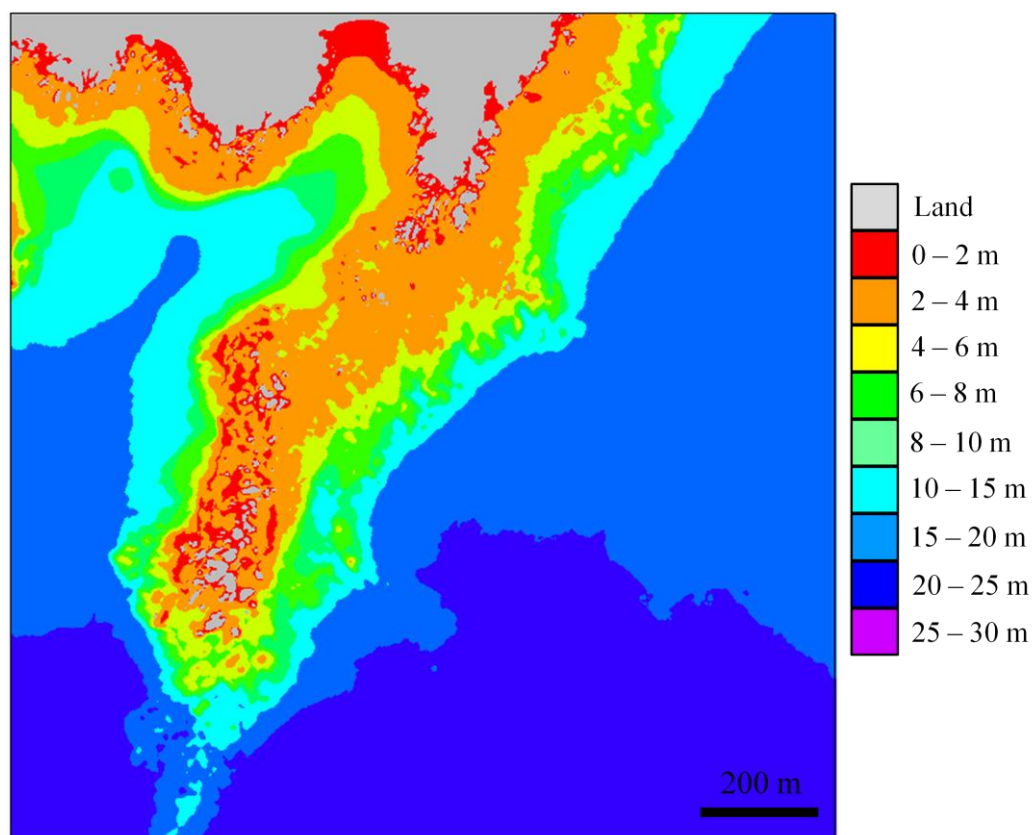 Land
0 – 2 m
2 – 4 m
4 – 6 m
6 – 8 m
8 – 10 m
10 – 15 m
15 – 20 m
20 – 25 m
25 – 30 m
200 m